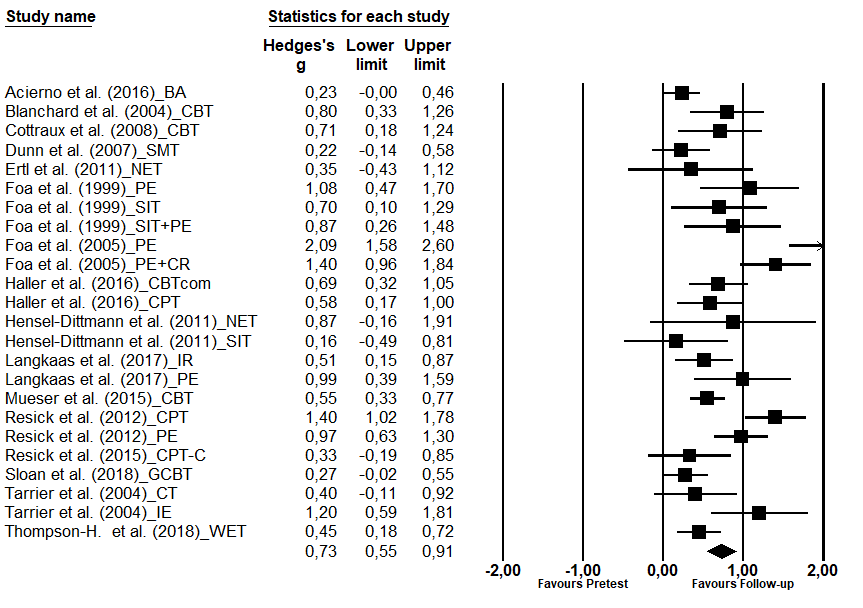 Study name Statistics for each study
Hedges's Lower Upper
g limit limit
Acierno et al. (2016)_BA 0,23 -0,00 0,46
Blanchard et al. (2004)_CBT 0,80 0,33 1,26
Cottraux et al. (2008)_CBT 0,71 0,18 1,24
Dunn et al. (2007)_SMT 0,22 -0,14 0,58
Ertl et al. (2011)_NET 0,35 -0,43 1,12
Foa et al. (1999)_PE 1,08 0,47 1,70
Foa et al. (1999)_SIT 0,70 0,10 1,29
Foa et al. (1999)_SIT+PE 0,87 0,26 1,48
Foa et al. (2005)_PE 2,09 1,58 2,60
Foa et al. (2005)_PE+CR 1,40 0,96 1,84
Haller et al. (2016)_CBTcom 0,69 0,32 1,05
Haller et al. (2016)_CPT 0,58 0,17 1,00
Hensel-Dittmann et al. (2011)_NET 0,87 -0,16 1,91
Hensel-Dittmann et al. (2011)_SIT 0,16 -0,49 0,81
Langkaas et al. (2017)_IR 0,51 0,15 0,87
Langkaas et al. (2017)_PE 0,99 0,39 1,59
Mueser et al. (2015)_CBT 0,55 0,33 0,77
Resick et al. (2012)_CPT 1,40 1,02 1,78
Resick et al. (2012)_PE 0,97 0,63 1,30
Resick et al. (2015)_CPT-C 0,33 -0,19 0,85
Sloan et al. (2018)_GCBT 0,27 -0,02 0,55
Tarrier et al. (2004)_CT 0,40 -0,11 0,92
Tarrier et al. (2004)_IE 1,20 0,59 1,81
Thompson-H. et al. (2018)_WET 0,45 0,18 0,72
0,73 0,55 0,91
-2,00 -1,00 0,00 1,00 2,00
Favours Pretest Favours Follow-up